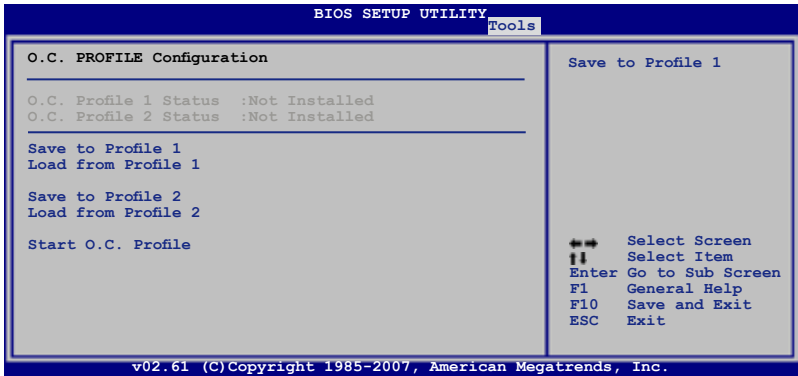 BIOS SETUP UTILITY
Tools
O.C. PROFILE Configuration
O.C. Profile 1 Status :Not Installed
O.C. Profile 2 Status :Not Installed
Save to Profile 1
Load from Profile 1
Save to Profile 2
Load from Profile 2
Start O.C. Profile
Save to Profile 1
←→ Select Screen
↑↓ Select Item
Enter Go to Sub Screen
F1 General Help
F10 Save and Exit
ESC Exit
v02.61 (C)Copyright 1985-2007, American Megatrends, Inc.